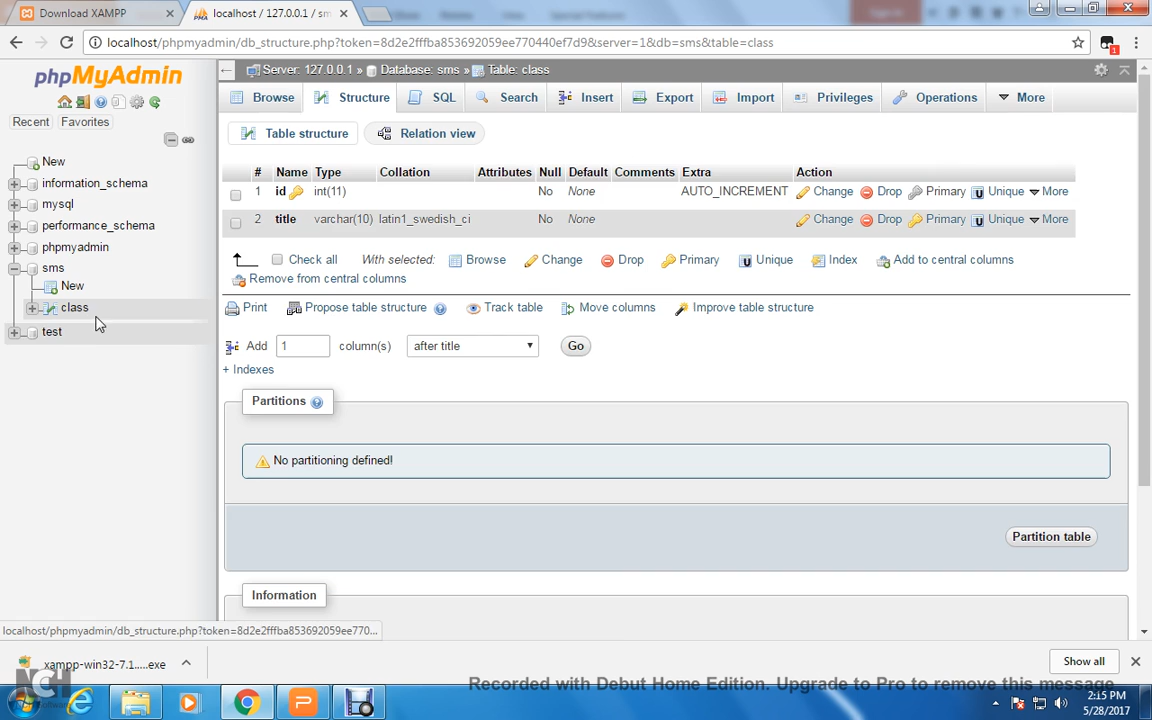 Download XAMPP
localhost / 127.0.0.1 / sm
localhost/phpmyadmin/db_structure.php?token=8d2e2fffba853692059ee770440ef7d9&server=1&db=sms&table=class
phpMyAdmin
Server: 127.0.0.1 » Database: sms » Table: class
Browse Structure SQL Search Insert Export Import Privileges Operations More
Recent Favorites
Table structure Relation view
New
information_schema
mysql
performance_schema
phpmyadmin
sms
New
class
test
# Name Type Collation Attributes Null Default Comments Extra Action
1 id int(11) No None AUTO_INCREMENT Change Drop Primary Unique More
2 title varchar(10) latin1_swedish_ci No None Change Drop Primary Unique More
Check all With selected: Browse Change Drop Primary Unique Index Add to central columns
Remove from central columns
Print Propose table structure Track table Move columns Improve table structure
Add 1 column(s) after title Go
+ Indexes
Partitions
No partitioning defined!
Partition table
Information
localhost/phpmyadmin/db_structure.php?token=8d2e2fffba853692059ee770...
xampp-win32-7.1.....exe
Show all
NCH
Software
Recorded with Debut Home Edition. Upgrade to Pro to remove this message
2:15 PM
5/28/2017